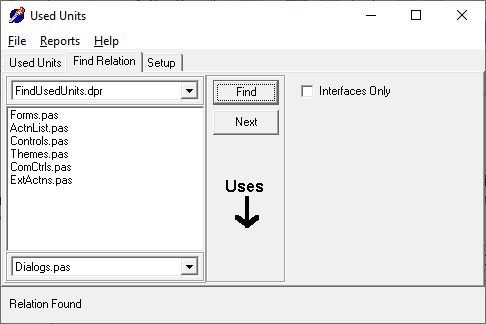 Used Units
File Reports Help
Used Units Find Relation Setup
FindUsedUnits.dpr
Find
Interfaces Only
Forms.pas
ActnList.pas
Controls.pas
Themes.pas
ComCtrls.pas
ExtActns.pas
Next
Uses
Dialogs.pas
Relation Found